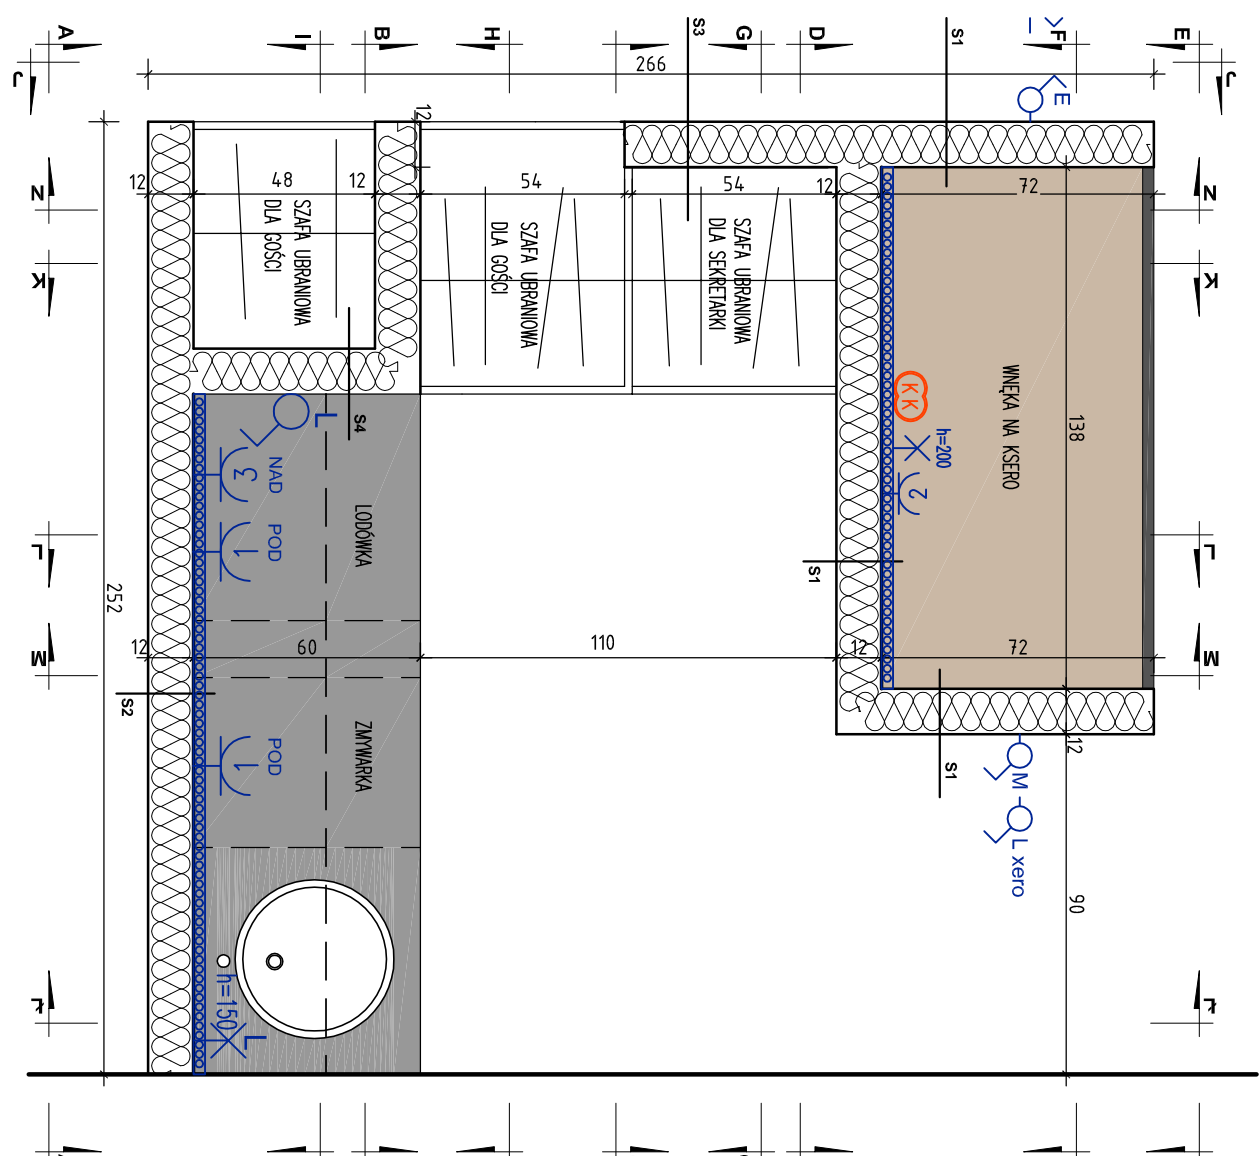 A
I
B
H
S3
G
D
S1
F
E
J
266
J
E
12
N
12
48
12
54
54
12
72
N
SZAFA UBRANIOWA
DLA GOŚCI
SZAFA UBRANIOWA
DLA GOŚCI
SZAFA UBRANIOWA
DLA SEKRETARKI
K
K
WNĘKA NA KSERO
K K
138
h=200
2
L
S4
3
NAD
LODÓWKA
1
POD
L
S1
L
252
M
12
60
110
12
72
M
S2
ZMYWARKA
1
POD
S1
12
M
L xero
90
h=150
L
Ł
Ł